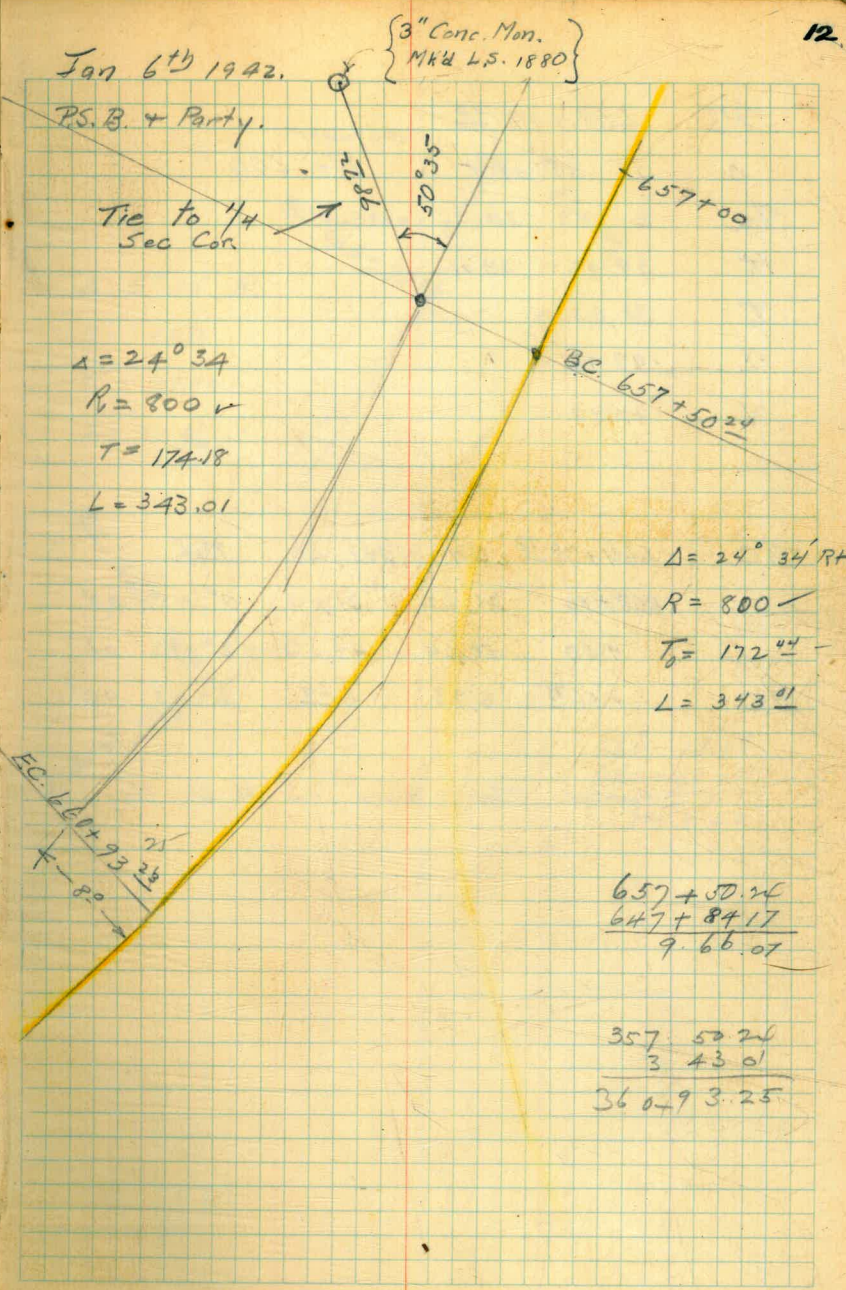 12.
3" Conc. Mon.
Mk'd L.S. 1880
Jan 6th 1942.
P.S.B. & Party.
50°35
Tie to 1/4
Sec Cor.
657+00
B.C. 657+50 24
Δ = 24° 34
R = 800 ✓
T = 174.18
L = 343.01
Δ = 24° 34' Rt
R = 800 ✓
T = 172 44 -
L = 343 01
E.C. 660+93 23
25
8°
657+50.24
647+84 17
9.66.07
357 50.24
3 43 01
360-93.25